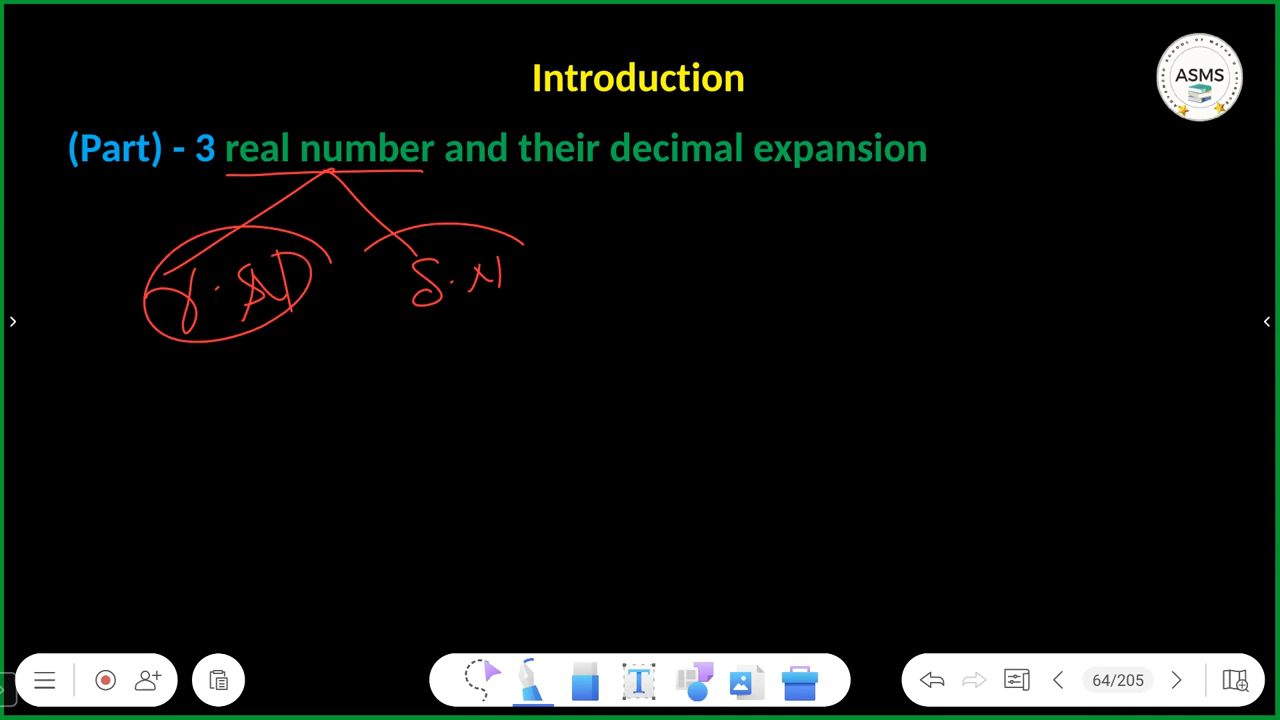 Introduction
ASMS
(Part) - 3 real number and their decimal expansion
64/205